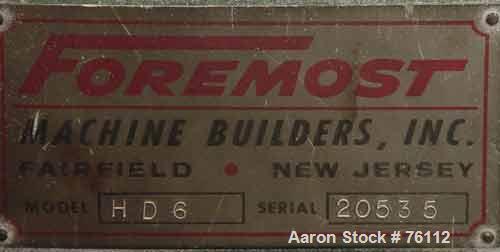 FOREMOST
MACHINE BUILDERS, INC.
FAIRFIELD • NEW JERSEY
MODEL HD6 SERIAL 20535
Aaron Stock # 76112